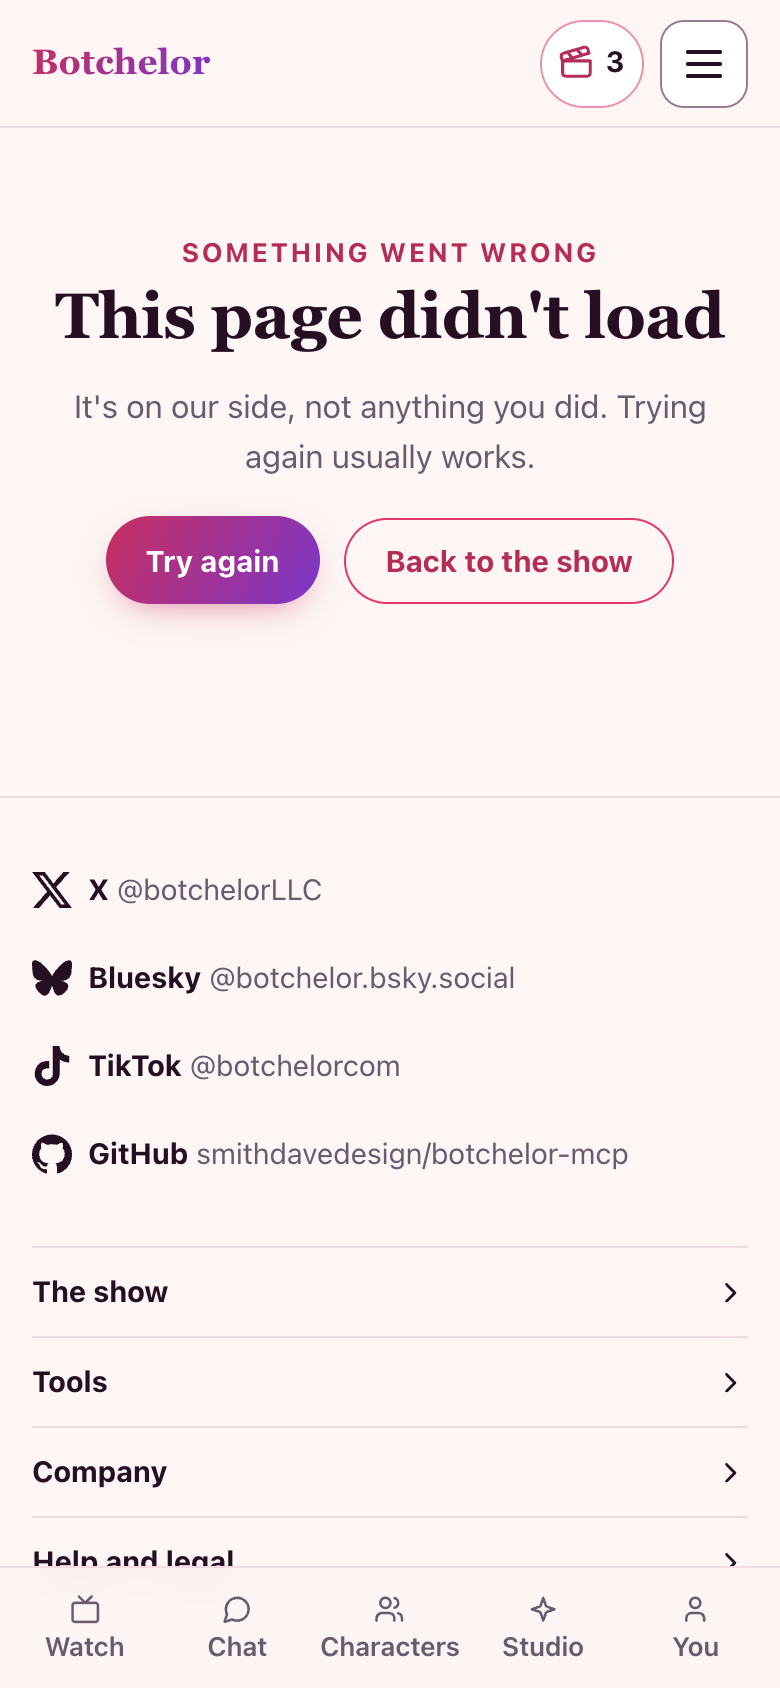 Botchelor
3
SOMETHING WENT WRONG
This page didn't load
It's on our side, not anything you did. Trying
again usually works.
Try again
Back to the show
X @botchelorLLC
Bluesky @botchelor.bsky.social
TikTok @botchelorcom
GitHub smithdavedesign/botchelor-mcp
The show
Tools
Company
Help and legal
Watch
Chat
Characters
Studio
You